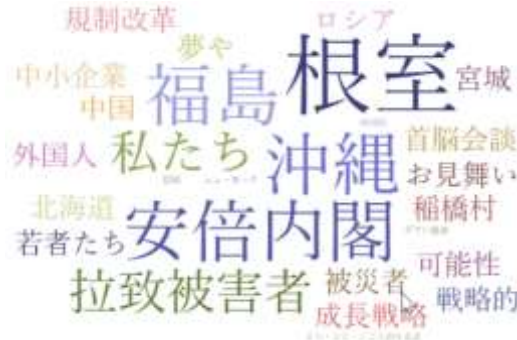 規制改革
ロシア
夢や
根室
中小企業
福島
宮城
中国
首脳会談
外国人
私たち
沖縄
お見舞い
北海道
安倍内閣
稲橋村
若者たち
可能性
拉致被害者
被災者
戦略的
成長戦略